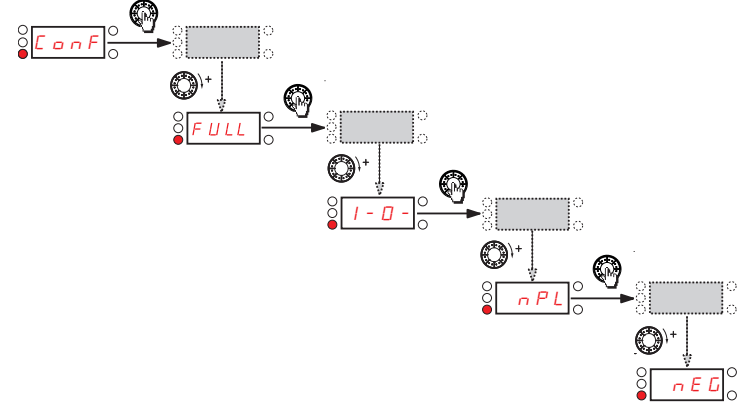 ConF
+
FULL
+
I-O-
+
nPL
+
nEG